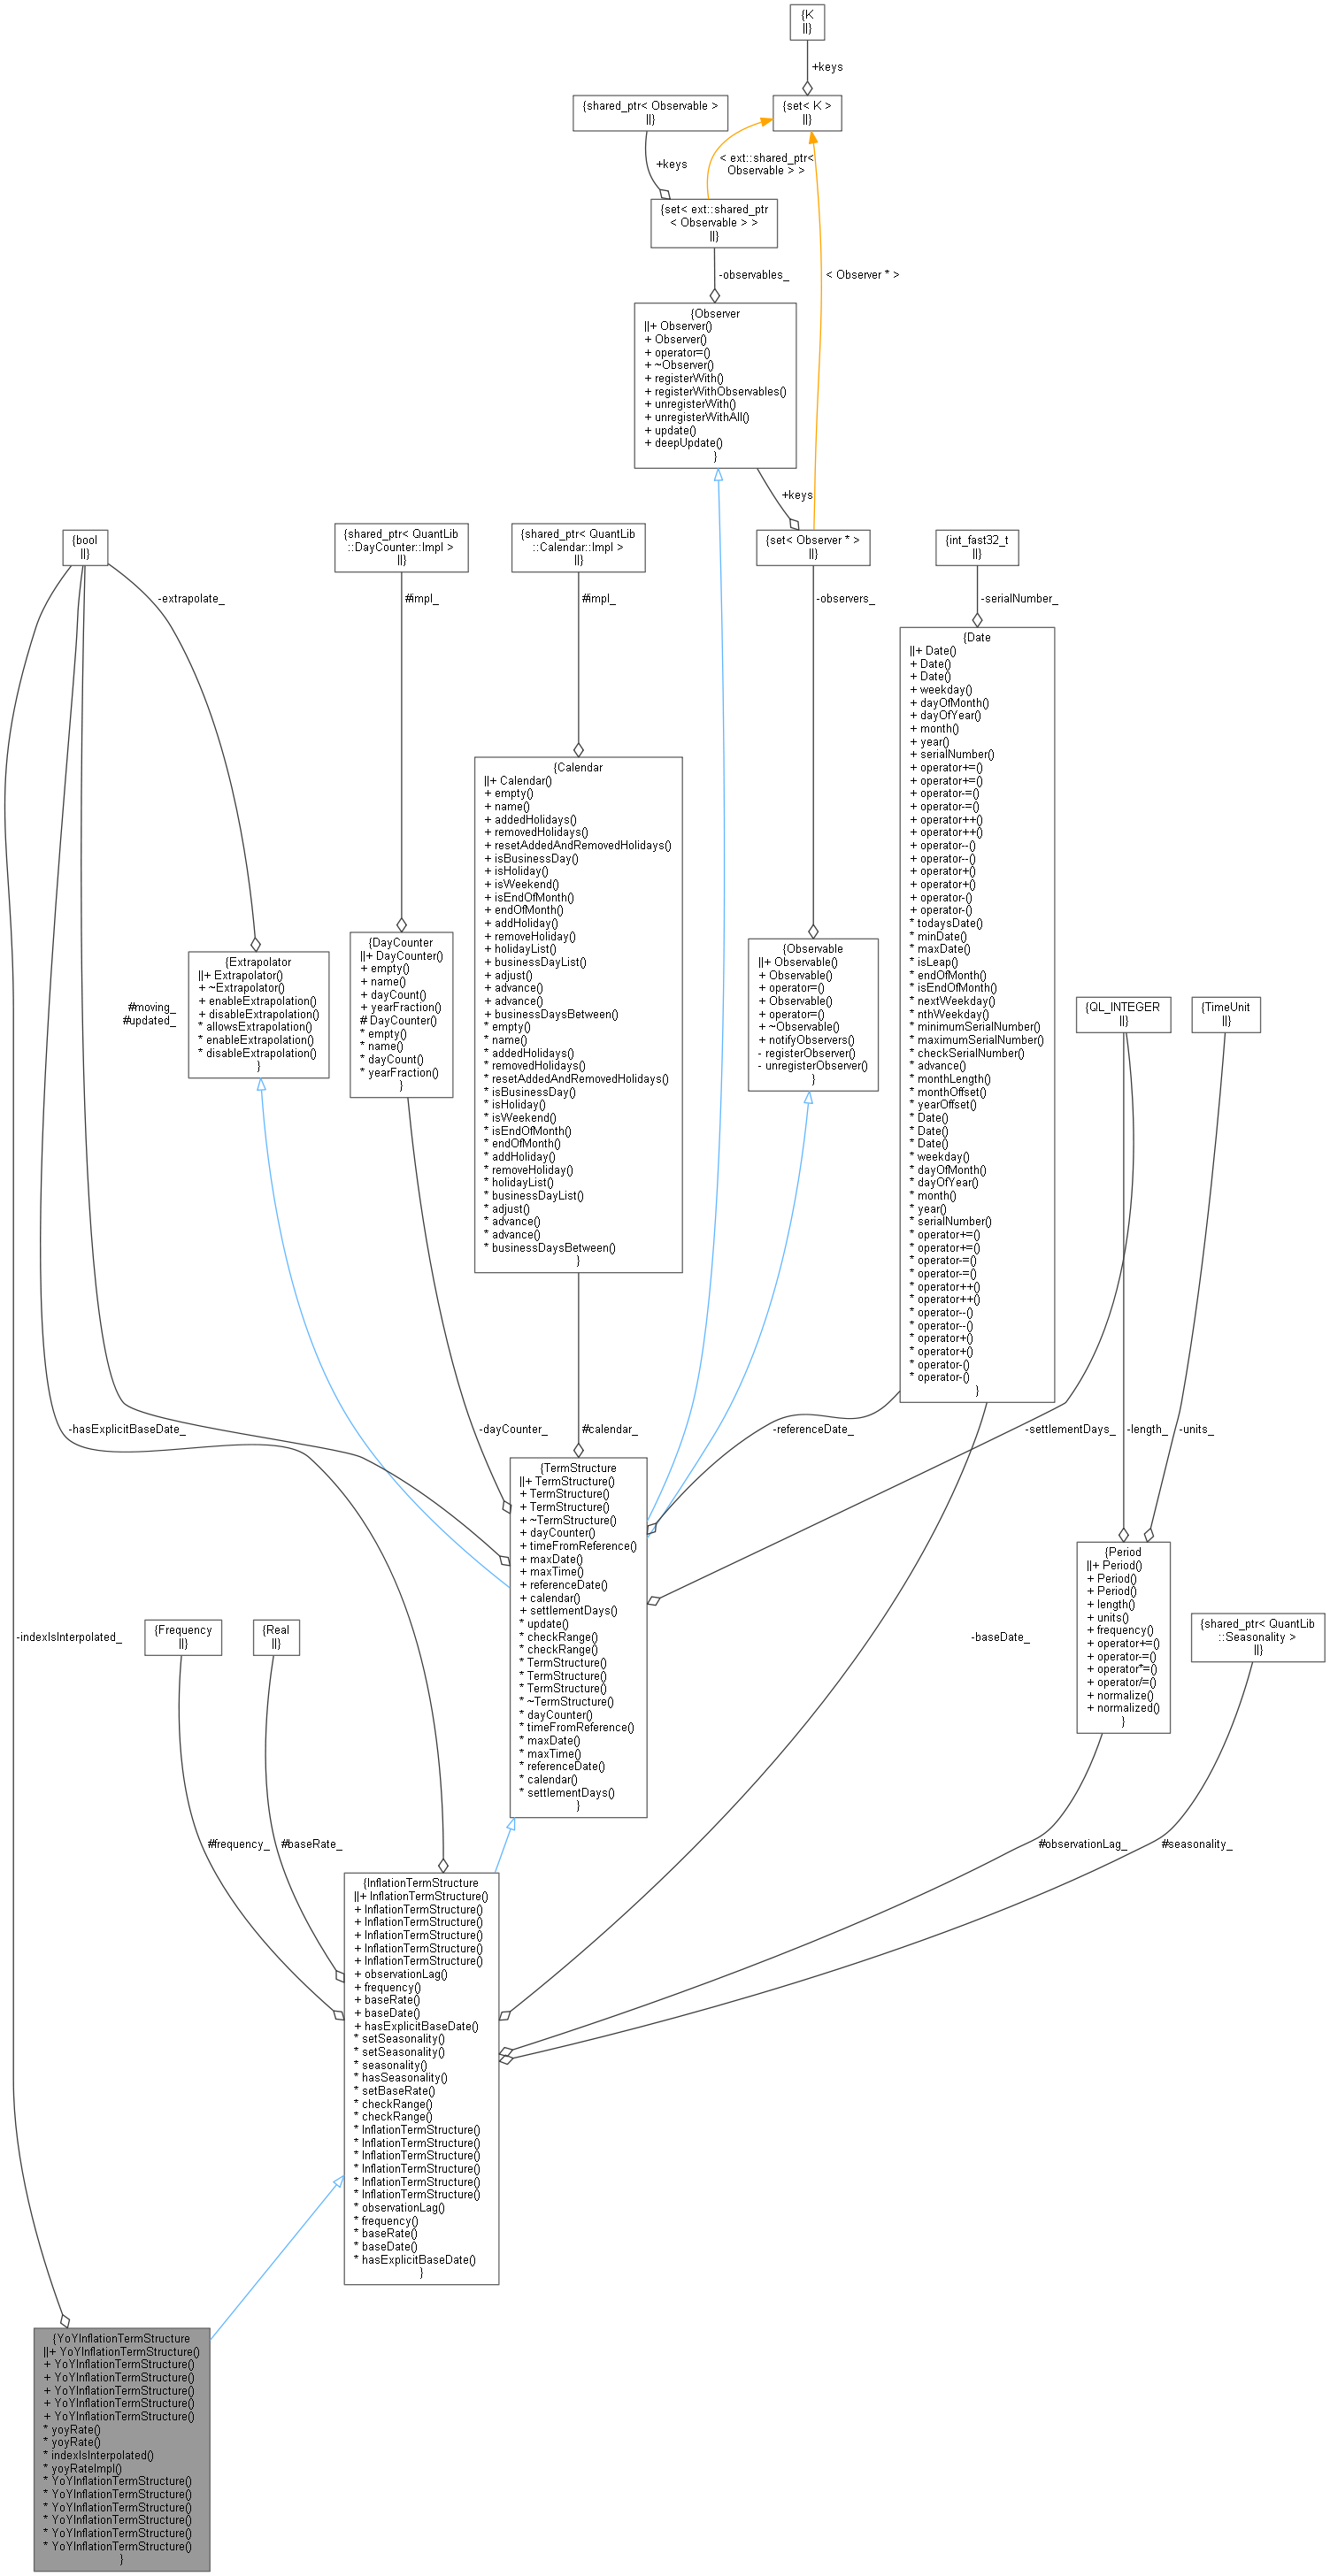 {K
||}
+keys
{shared_ptr< Observable >
||}
{set< K >
||}
+keys
< ext::shared_ptr<
Observable > >
{set< ext::shared_ptr
< Observable > >
||}
-observables_
< Observer * >
{Observer
||+ Observer()
+ Observer()
+ operator=()
+ ~Observer()
+ registerWith()
+ registerWithObservables()
+ unregisterWith()
+ unregisterWithAll()
+ update()
+ deepUpdate()
}
+keys
{bool
||}
{shared_ptr< QuantLib
::DayCounter::Impl >
||}
{shared_ptr< QuantLib
::Calendar::Impl >
||}
{set< Observer * >
||}
{int_fast32_t
||}
-extrapolate_
#impl_
#impl_
-observers_
-serialNumber_
{Date
||+ Date()
+ Date()
+ Date()
+ weekday()
+ dayOfMonth()
+ dayOfYear()
+ month()
+ year()
+ serialNumber()
+ operator+=()
+ operator+=()
+ operator-=()
+ operator-=()
+ operator++()
+ operator++()
+ operator--()
+ operator--()
+ operator+()
+ operator+()
+ operator-()
+ operator-()
* todaysDate()
* minDate()
* maxDate()
* isLeap()
* endOfMonth()
* isEndOfMonth()
* nextWeekday()
* nthWeekday()
* minimumSerialNumber()
* maximumSerialNumber()
* checkSerialNumber()
* advance()
* monthLength()
* monthOffset()
* yearOffset()
* Date()
* Date()
* Date()
* weekday()
* dayOfMonth()
* dayOfYear()
* month()
* year()
* serialNumber()
* operator+=()
* operator+=()
* operator-=()
* operator-=()
* operator++()
* operator++()
* operator--()
* operator--()
* operator+()
* operator+()
* operator-()
* operator-()
}
{Calendar
||+ Calendar()
+ empty()
+ name()
+ addedHolidays()
+ removedHolidays()
+ resetAddedAndRemovedHolidays()
+ isBusinessDay()
+ isHoliday()
+ isWeekend()
+ isEndOfMonth()
+ endOfMonth()
+ addHoliday()
+ removeHoliday()
+ holidayList()
+ businessDayList()
+ adjust()
+ advance()
+ advance()
+ businessDaysBetween()
* empty()
* name()
* addedHolidays()
* removedHolidays()
* resetAddedAndRemovedHolidays()
* isBusinessDay()
* isHoliday()
* isWeekend()
* isEndOfMonth()
* endOfMonth()
* addHoliday()
* removeHoliday()
* holidayList()
* businessDayList()
* adjust()
* advance()
* advance()
* businessDaysBetween()
}
{DayCounter
||+ DayCounter()
+ empty()
+ name()
+ dayCount()
+ yearFraction()
# DayCounter()
* empty()
* name()
* dayCount()
* yearFraction()
}
{Extrapolator
||+ Extrapolator()
+ ~Extrapolator()
+ enableExtrapolation()
+ disableExtrapolation()
* allowsExtrapolation()
* enableExtrapolation()
* disableExtrapolation()
}
{Observable
||+ Observable()
+ Observable()
+ operator=()
+ Observable()
+ ~Observable()
+ notifyObservers()
- registerObserver()
- unregisterObserver()
}
#moving_
#updated_
{QL_INTEGER
||}
{TimeUnit
||}
-hasExplicitBaseDate_
-dayCounter_
#calendar_
-referenceDate_
-settlementDays_
-length_
-units_
{TermStructure
||+ TermStructure()
+ TermStructure()
+ TermStructure()
+ ~TermStructure()
+ dayCounter()
+ timeFromReference()
+ maxDate()
+ maxTime()
+ referenceDate()
+ calendar()
+ settlementDays()
* update()
* checkRange()
* checkRange()
* TermStructure()
* TermStructure()
* TermStructure()
* ~TermStructure()
* dayCounter()
* timeFromReference()
* maxDate()
* maxTime()
* referenceDate()
* calendar()
* settlementDays()
}
{Period
||+ Period()
+ Period()
+ Period()
+ length()
+ units()
+ frequency()
+ operator+=()
+ operator-=()
+ operator*=()
+ operator/=()
+ normalize()
+ normalized()
}
{shared_ptr< QuantLib
::Seasonality >
||}
-indexIsInterpolated_
{Frequency
||}
{Real
||}
-baseDate_
#frequency_
#baseRate_
#observationLag_
#seasonality_
{InflationTermStructure
||+ InflationTermStructure()
+ InflationTermStructure()
+ InflationTermStructure()
+ InflationTermStructure()
+ InflationTermStructure()
+ InflationTermStructure()
+ observationLag()
+ frequency()
+ baseRate()
+ baseDate()
+ hasExplicitBaseDate()
* setSeasonality()
* setSeasonality()
* seasonality()
* hasSeasonality()
* setBaseRate()
* checkRange()
* checkRange()
* InflationTermStructure()
* InflationTermStructure()
* InflationTermStructure()
* InflationTermStructure()
* InflationTermStructure()
* InflationTermStructure()
* observationLag()
* frequency()
* baseRate()
* baseDate()
* hasExplicitBaseDate()
}
{YoYInflationTermStructure
||+ YoYInflationTermStructure()
+ YoYInflationTermStructure()
+ YoYInflationTermStructure()
+ YoYInflationTermStructure()
+ YoYInflationTermStructure()
+ YoYInflationTermStructure()
* yoyRate()
* yoyRate()
* indexIsInterpolated()
* yoyRateImpl()
* YoYInflationTermStructure()
* YoYInflationTermStructure()
* YoYInflationTermStructure()
* YoYInflationTermStructure()
* YoYInflationTermStructure()
* YoYInflationTermStructure()
}